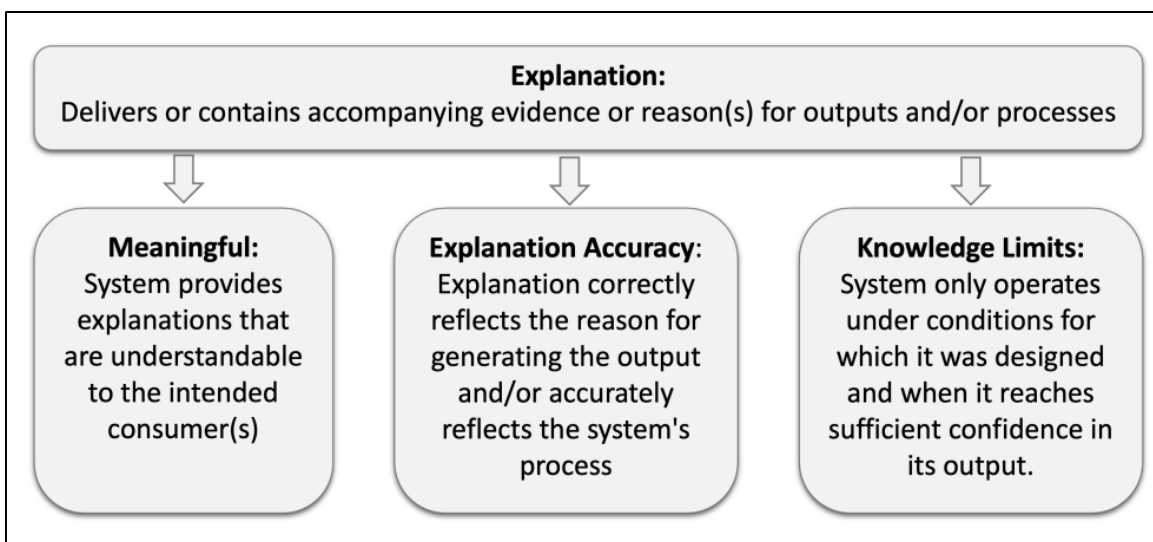 Explanation:
Delivers or contains accompanying evidence or reason(s) for outputs and/or processes
Meaningful:
System provides
explanations that
are understandable
to the intended
consumer(s)
Explanation Accuracy:
Explanation correctly
reflects the reason for
generating the output
and/or accurately
reflects the system's
process
Knowledge Limits:
System only operates
under conditions for
which it was designed
and when it reaches
sufficient confidence in
its output.